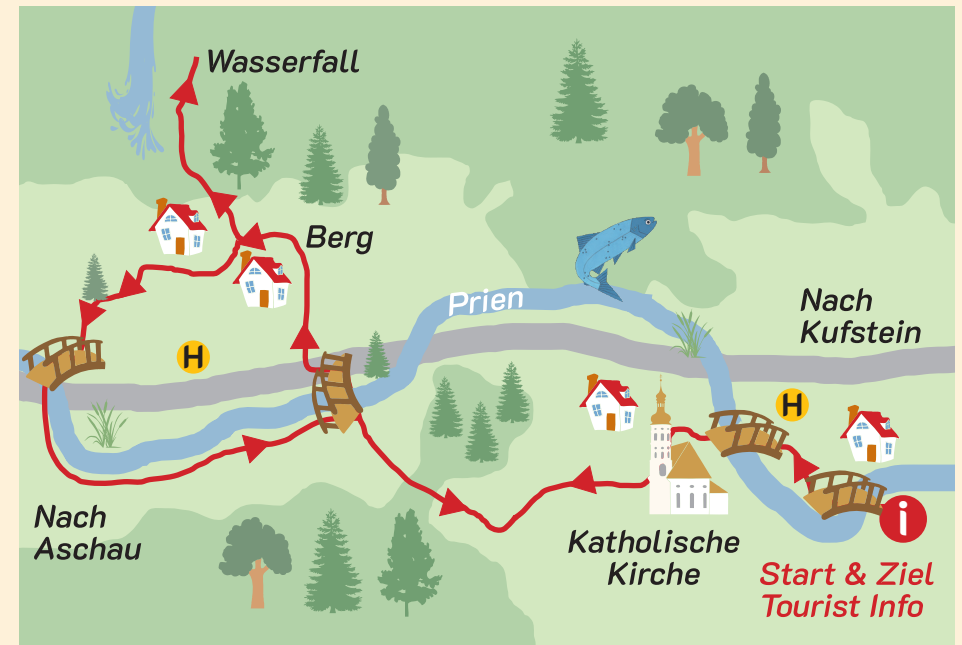 Wasserfall
Berg
Prien
Nach
Kufstein
H
H
Nach
Aschau
Katholische
Kirche
i
Start & Ziel
Tourist Info